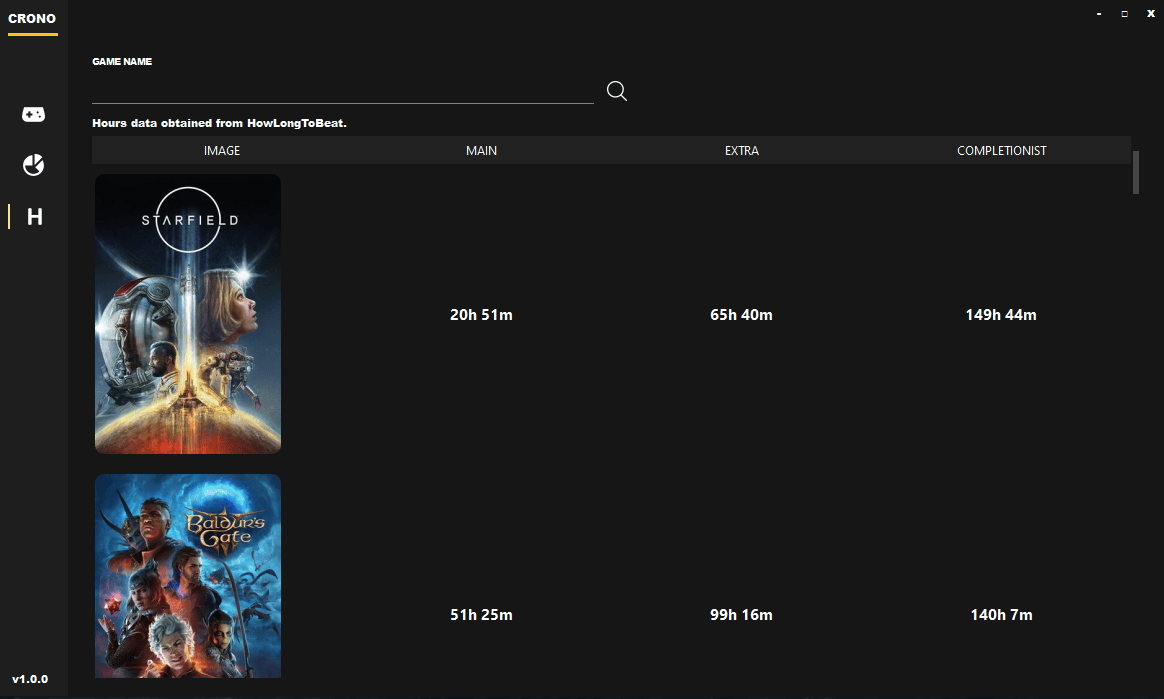 CRONO
- □ X
GAME NAME
Hours data obtained from HowLongToBeat.
IMAGE MAIN EXTRA COMPLETIONIST
H
STARFIELD
20h 51m 65h 40m 149h 44m
Baldur's
Gate
51h 25m 99h 16m 140h 7m
v1.0.0